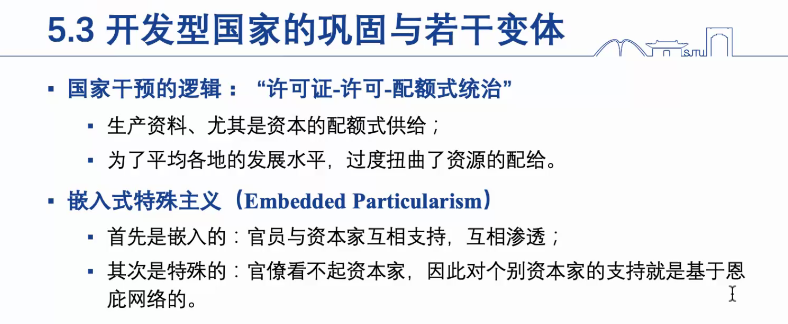 5.3 开发型国家的巩固与若干变体
国家干预的逻辑：“许可证-许可-配额式统治”
生产资料、尤其是资本的配额式供给；
为了平均各地的发展水平，过度扭曲了资源的配给。
嵌入式特殊主义（Embedded Particularism）
首先是嵌入的：官员与资本家互相支持，互相渗透；
其次是特殊的：官僚看不起资本家，因此对个别资本家的支持就是基于恩
庇网络的。